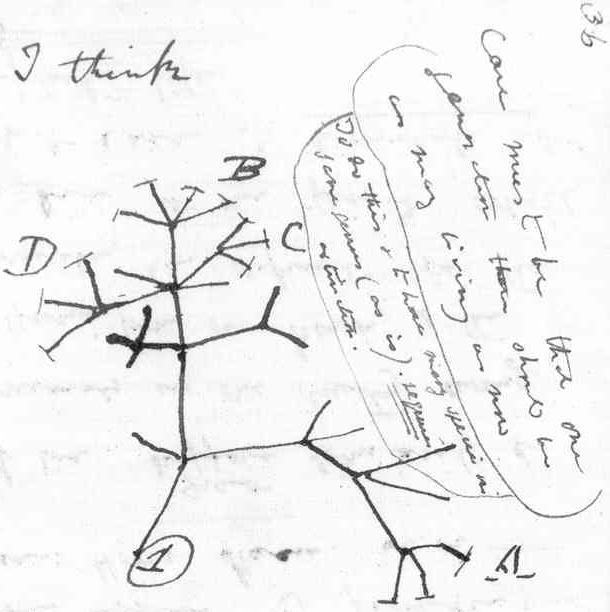 36
I think
Case must be that one
generation then should be
as many living as now
To do this & to have many species in
same genus (as is). requires
extinction.
B
C
D
A
1